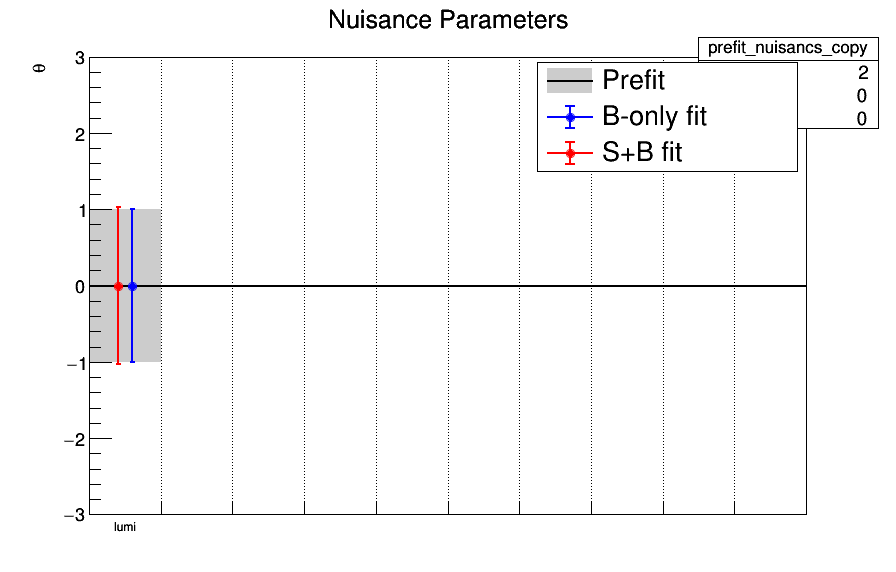 Nuisance Parameters
prefit_nuisancs_copy
2
0
0
Prefit
B-only fit
S+B fit
θ
3
2
1
0
−1
−2
−3
lumi